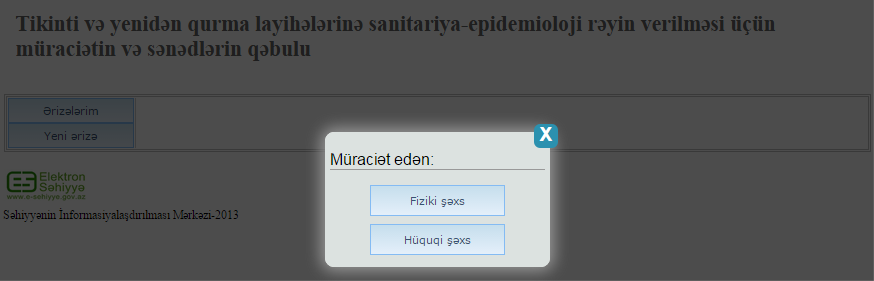 Tikinti və yenidən qurma layihələrinə sanitariya-epidemioloji rəyin verilməsi üçün
müraciətin və sənədlərin qəbulu
Ərizələrim
Yeni ərizə
X
Müraciət edən:
Fiziki şəxs
Hüquqi şəxs
Elektron
Səhiyyə
www.e-sehiyye.gov.az
Səhiyyənin İnformasiyalaşdırılması Mərkəzi-2013